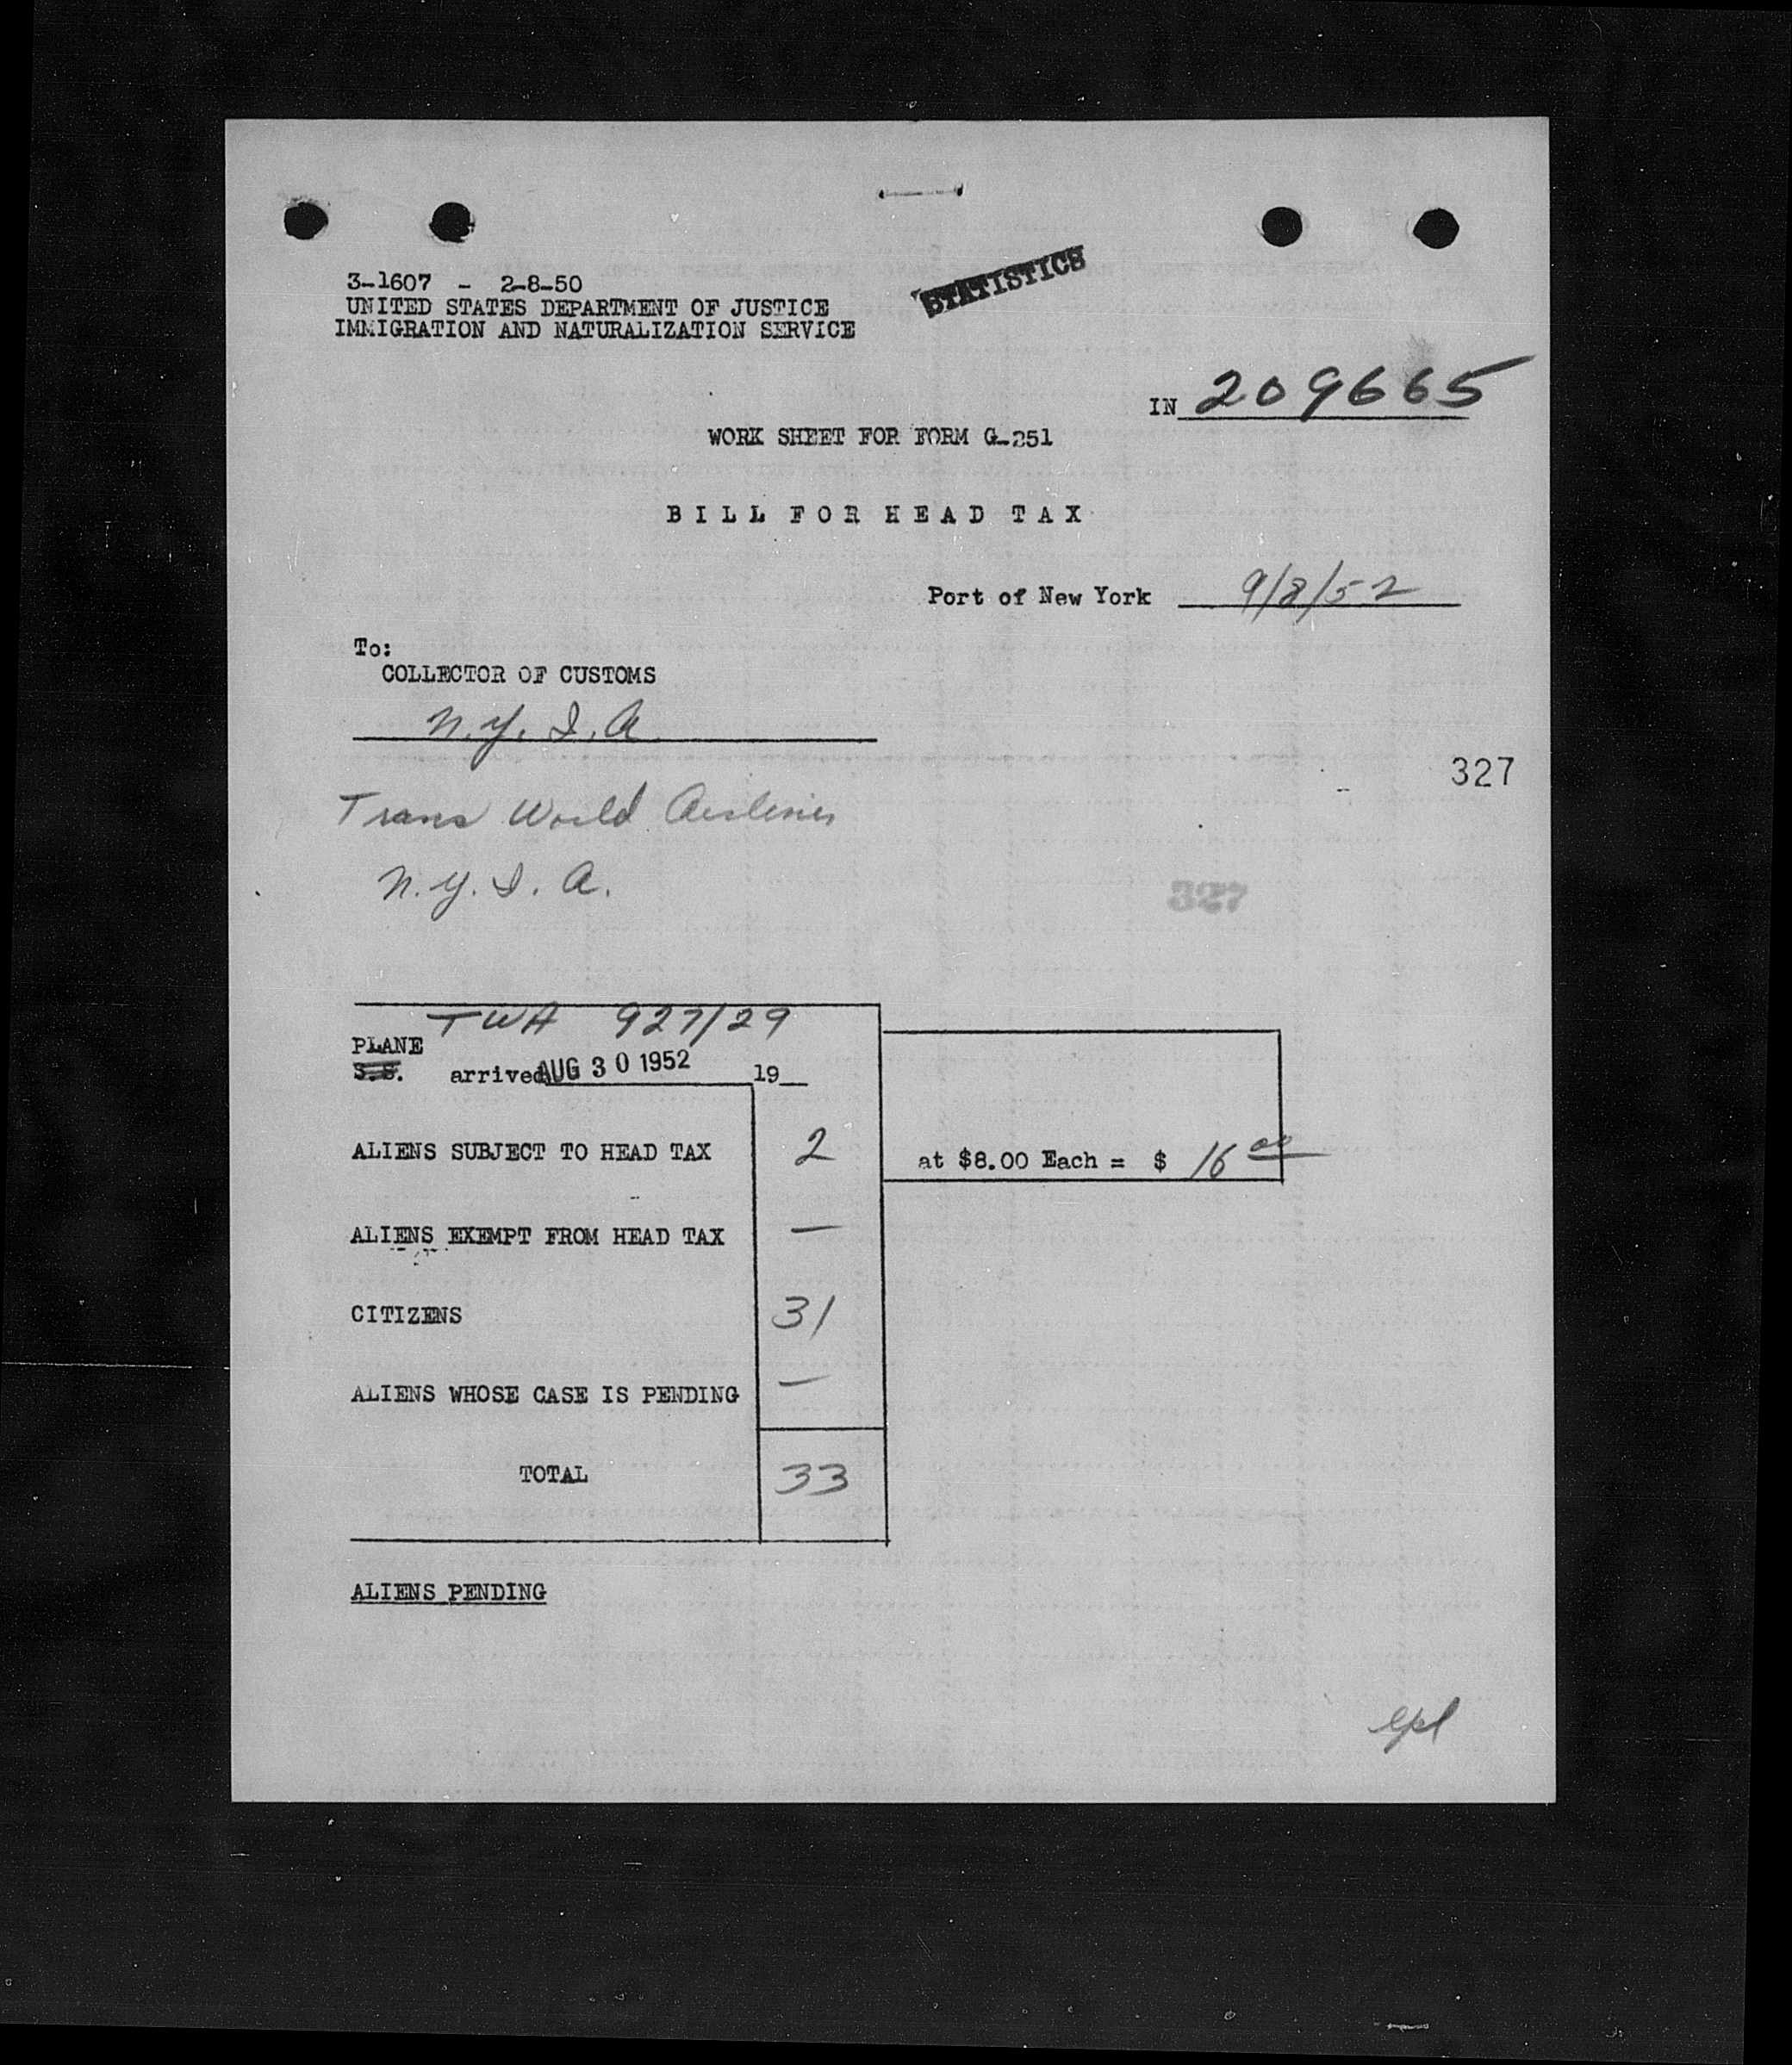 3-1607 - 2-8-50
UNITED STATES DEPARTMENT OF JUSTICE
IMMIGRATION AND NATURALIZATION SERVICE
STATISTICS
IN 209665
WORK SHEET FOR FORM G-251
BILL FOR HEAD TAX
Port of New York 9/8/52
To:
COLLECTOR OF CUSTOMS
N.Y.I.A.
327
Trans World Airlines
N.Y.I.A.
327
TWA 927/29
PLANE
S.S. arrived AUG 30 1952 19__
ALIENS SUBJECT TO HEAD TAX 2 at $8.00 Each = $ 16 00
ALIENS EXEMPT FROM HEAD TAX —
CITIZENS 31
ALIENS WHOSE CASE IS PENDING —
TOTAL 33
ALIENS PENDING